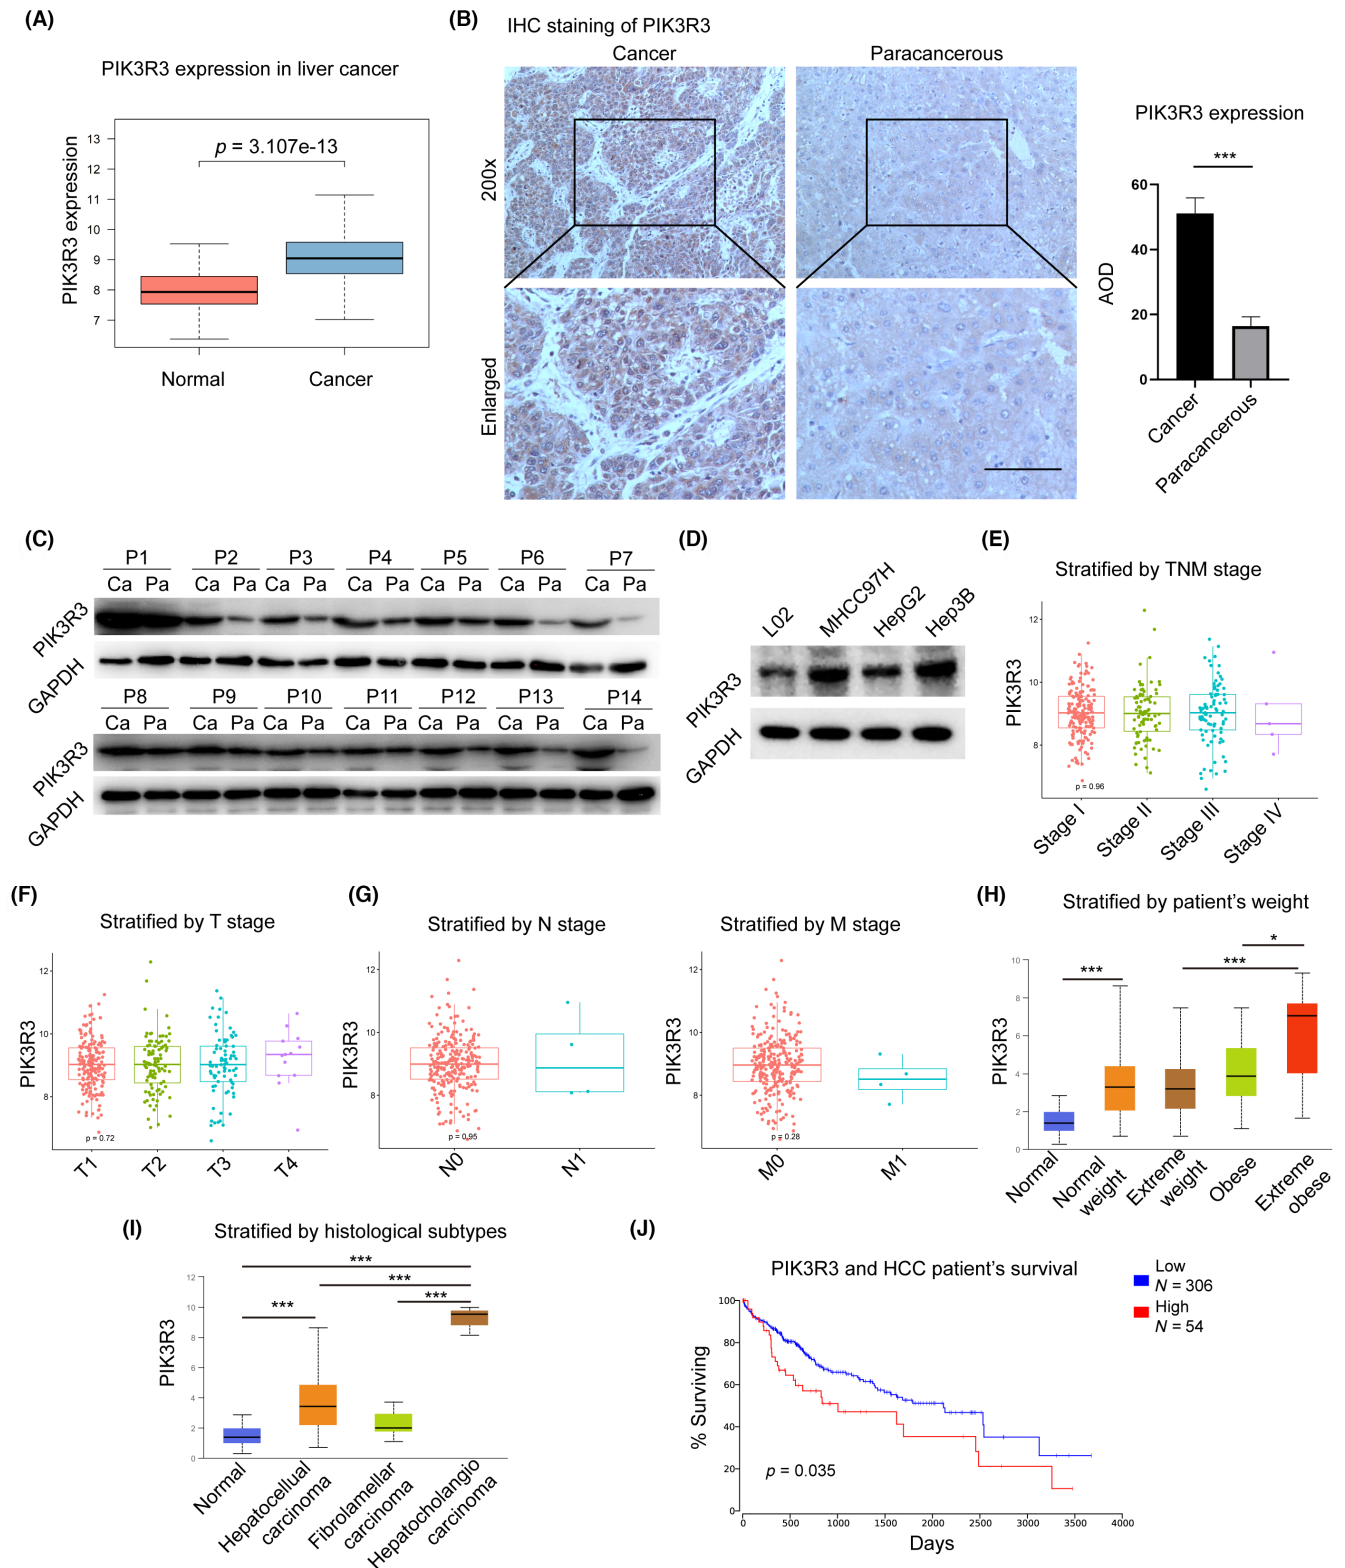 (A)
PIK3R3 expression in liver cancer
PIK3R3 expression
13
12
11
10
9
8
7
p = 3.107e-13
Normal
Cancer
(B)
IHC staining of PIK3R3
Cancer
Paracancerous
200x
Enlarged
PIK3R3 expression
***
AOD
60
40
20
0
Cancer
Paracancerous
(C)
P1 P2 P3 P4 P5 P6 P7
Ca Pa Ca Pa Ca Pa Ca Pa Ca Pa Ca Pa Ca Pa
PIK3R3
GAPDH
P8 P9 P10 P11 P12 P13 P14
Ca Pa Ca Pa Ca Pa Ca Pa Ca Pa Ca Pa Ca Pa
PIK3R3
GAPDH
(D)
L02 MHCC97H HepG2 Hep3B
PIK3R3
GAPDH
(E)
Stratified by TNM stage
PIK3R3
12
10
8
p = 0.96
Stage I Stage II Stage III Stage IV
(F)
Stratified by T stage
PIK3R3
12
10
8
p = 0.72
T1 T2 T3 T4
(G)
Stratified by N stage
PIK3R3
12
10
8
p = 0.95
N0 N1
Stratified by M stage
PIK3R3
12
10
8
p = 0.28
M0 M1
(H)
Stratified by patient's weight
PIK3R3
10
8
6
4
2
0
***
***
*
Normal
Normal weight
Extreme weight
Obese
Extreme obese
(I)
Stratified by histological subtypes
PIK3R3
12
10
8
6
4
2
0
***
***
***
***
Normal
Hepatocellual carcinoma
Fibrolamellar carcinoma
Hepatocholangio carcinoma
(J)
PIK3R3 and HCC patient's survival
Low
N = 306
High
N = 54
% Surviving
100
80
60
40
20
0
p = 0.035
0 500 1000 1500 2000 2500 3000 3500 4000
Days